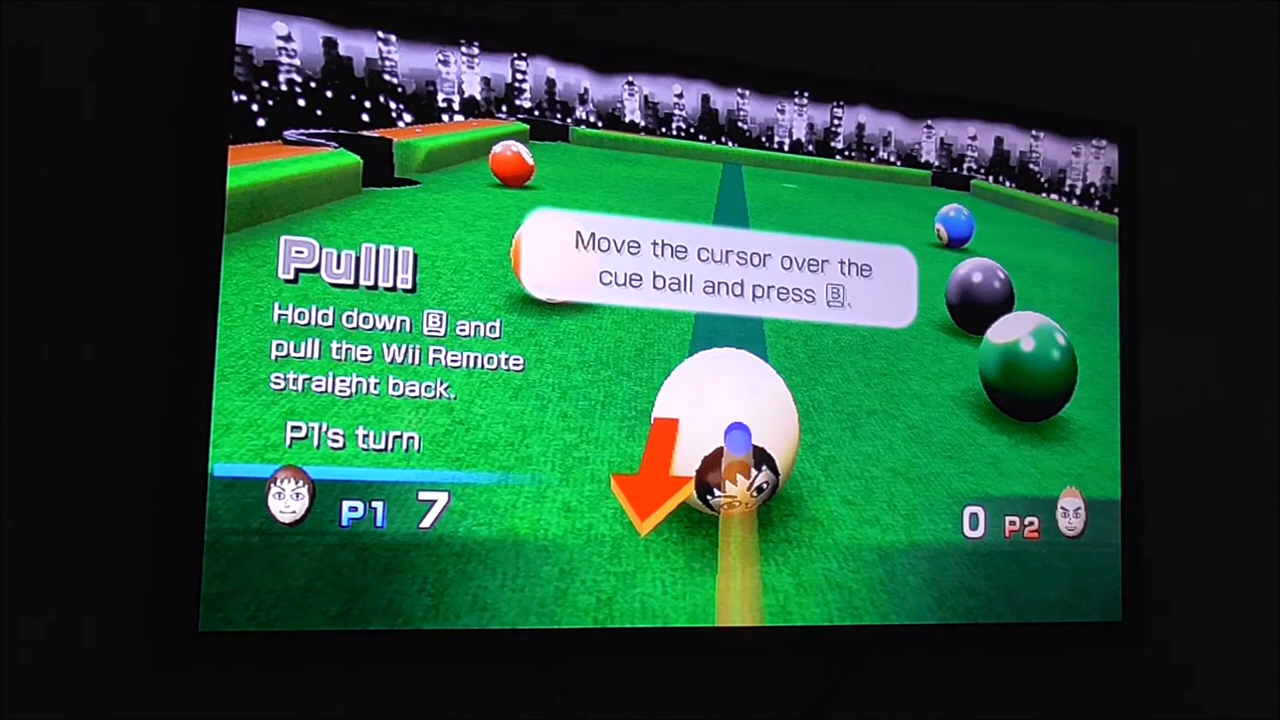 Move the cursor over the
cue ball and press B.
Pull!
Hold down B and
pull the Wii Remote
straight back.
P1's turn
P1 7
0 P2